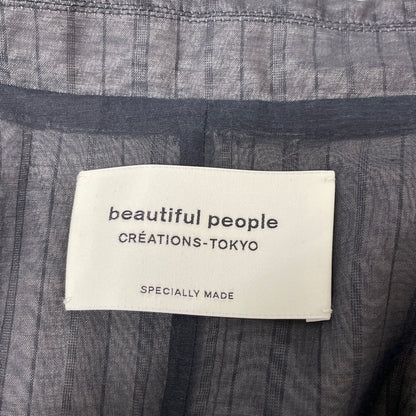 beautiful people
CRÉATIONS-TOKYO
SPECIALLY MADE